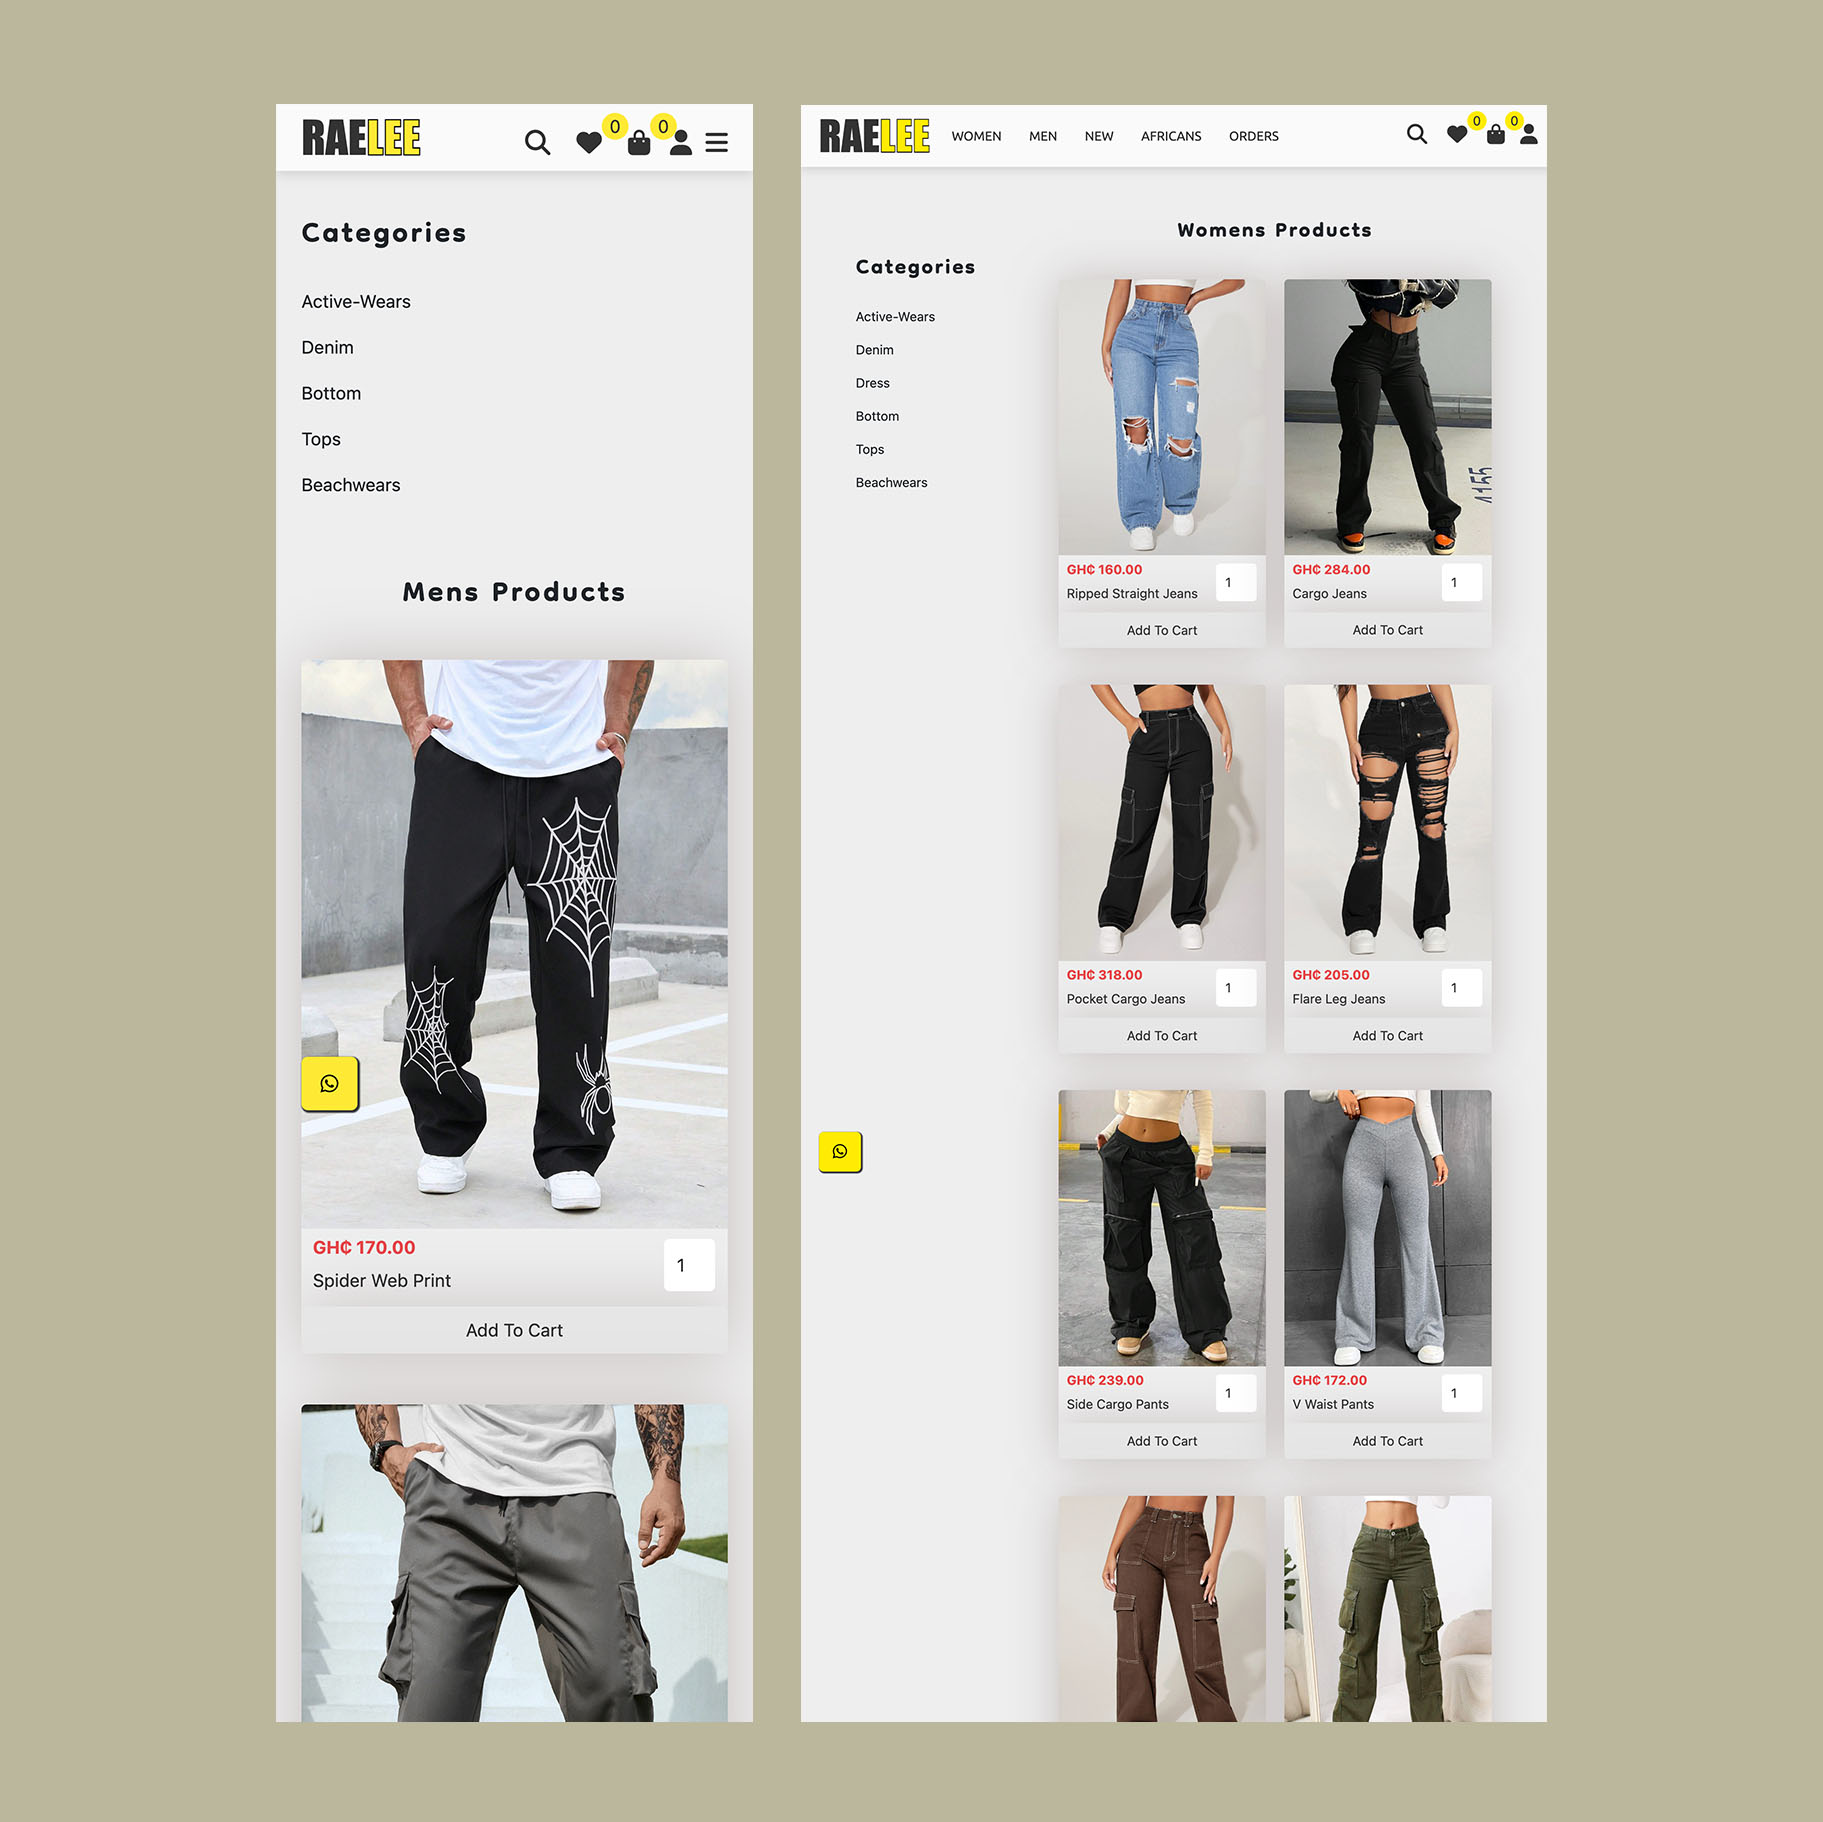 RAELEE
0
0
Categories
Active-Wears
Denim
Bottom
Tops
Beachwears
Mens Products
GH₵ 170.00
1
Spider Web Print
Add To Cart
RAELEE
WOMEN
MEN
NEW
AFRICANS
ORDERS
0
0
Womens Products
Categories
Active-Wears
Denim
Dress
Bottom
Tops
Beachwears
1155
GH₵ 160.00
1
Ripped Straight Jeans
Add To Cart
GH₵ 284.00
1
Cargo Jeans
Add To Cart
GH₵ 318.00
1
Pocket Cargo Jeans
Add To Cart
GH₵ 205.00
1
Flare Leg Jeans
Add To Cart
GH₵ 239.00
1
Side Cargo Pants
Add To Cart
GH₵ 172.00
1
V Waist Pants
Add To Cart